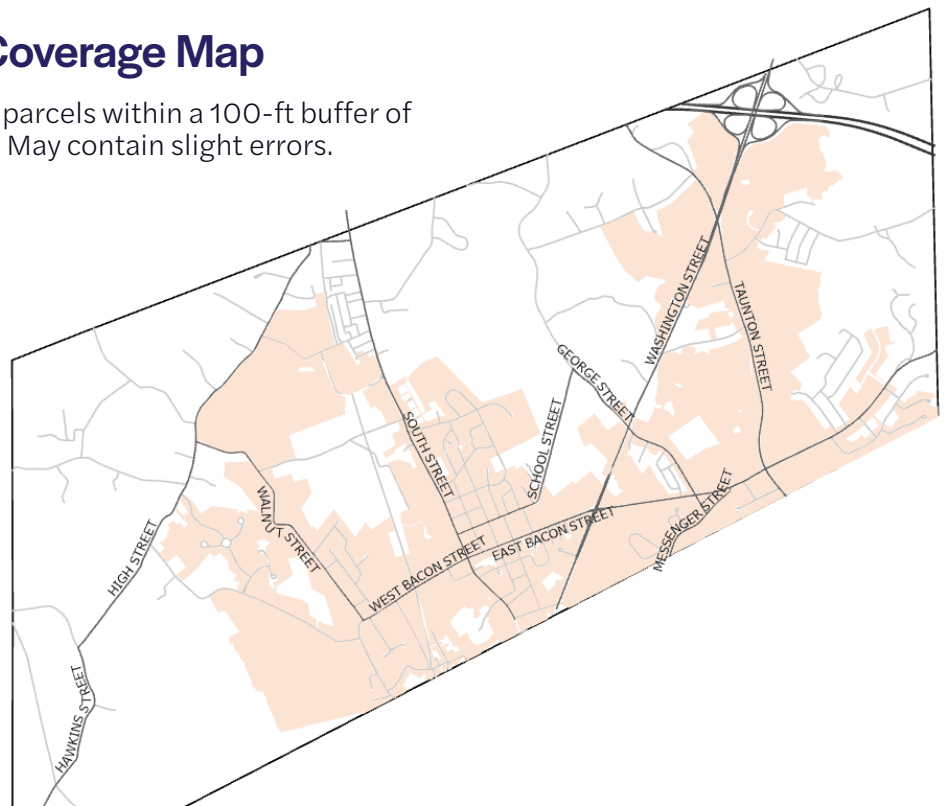 Coverage Map
parcels within a 100-ft buffer of
May contain slight errors.
WASHINGTON STREET
TAUNTON STREET
GEORGE STREET
SCHOOL STREET
SOUTH STREET
WALNUT STREET
HIGH STREET
WEST BACON STREET
EAST BACON STREET
MESSENGER STREET
HAWKINS STREET